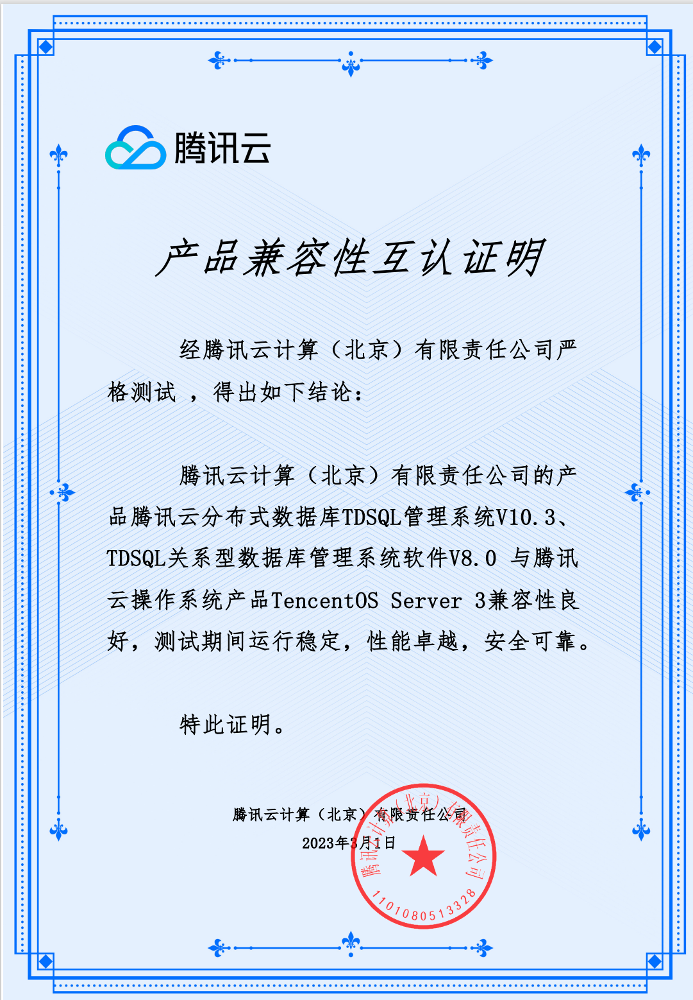 腾讯云
产品兼容性互认证明
经腾讯云计算（北京）有限责任公司严
格测试 ，得出如下结论：
腾讯云计算（北京）有限责任公司的产
品腾讯云分布式数据库TDSQL管理系统V10.3、
TDSQL关系型数据库管理系统软件V8.0 与腾讯
云操作系统产品TencentOS Server 3兼容性良
好，测试期间运行稳定，性能卓越，安全可靠。
特此证明。
腾讯云计算（北京）有限责任公司
2023年3月1日
腾讯云计算（北京）有限责任公司
1101080513328